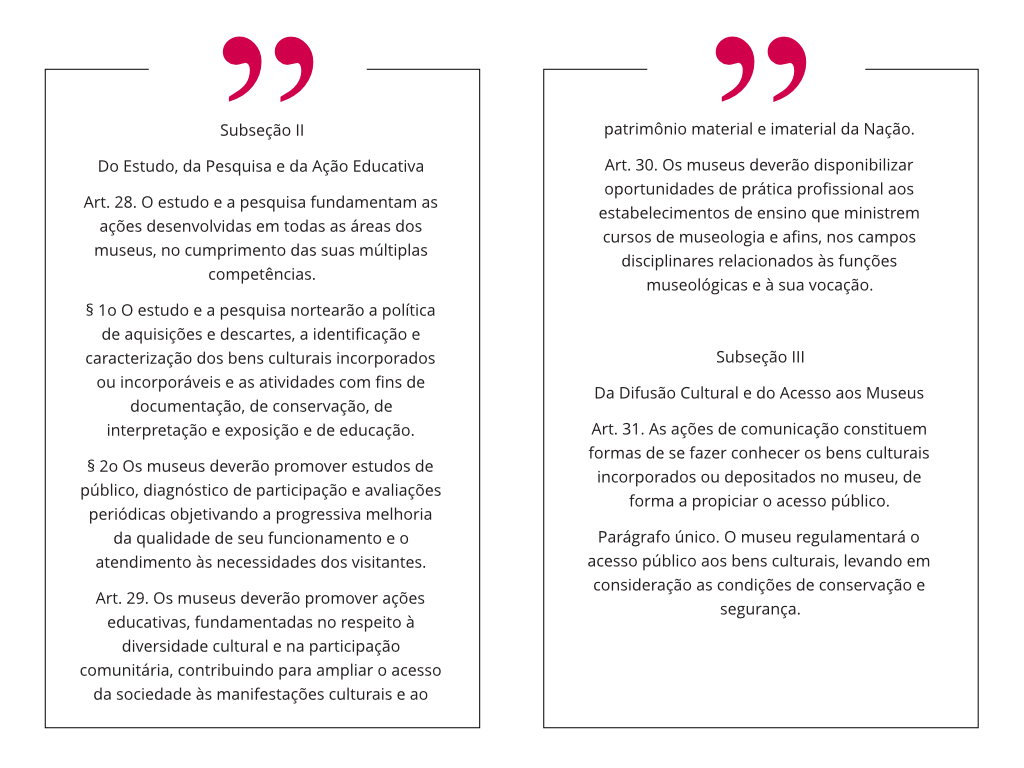 Subseção II
Do Estudo, da Pesquisa e da Ação Educativa
Art. 28. O estudo e a pesquisa fundamentam as
ações desenvolvidas em todas as áreas dos
museus, no cumprimento das suas múltiplas
competências.
§ 1o O estudo e a pesquisa nortearão a política
de aquisições e descartes, a identificação e
caracterização dos bens culturais incorporados
ou incorporáveis e as atividades com fins de
documentação, de conservação, de
interpretação e exposição e de educação.
§ 2o Os museus deverão promover estudos de
público, diagnóstico de participação e avaliações
periódicas objetivando a progressiva melhoria
da qualidade de seu funcionamento e o
atendimento às necessidades dos visitantes.
Art. 29. Os museus deverão promover ações
educativas, fundamentadas no respeito à
diversidade cultural e na participação
comunitária, contribuindo para ampliar o acesso
da sociedade às manifestações culturais e ao
patrimônio material e imaterial da Nação.
Art. 30. Os museus deverão disponibilizar
oportunidades de prática profissional aos
estabelecimentos de ensino que ministrem
cursos de museologia e afins, nos campos
disciplinares relacionados às funções
museológicas e à sua vocação.
Subseção III
Da Difusão Cultural e do Acesso aos Museus
Art. 31. As ações de comunicação constituem
formas de se fazer conhecer os bens culturais
incorporados ou depositados no museu, de
forma a propiciar o acesso público.
Parágrafo único. O museu regulamentará o
acesso público aos bens culturais, levando em
consideração as condições de conservação e
segurança.